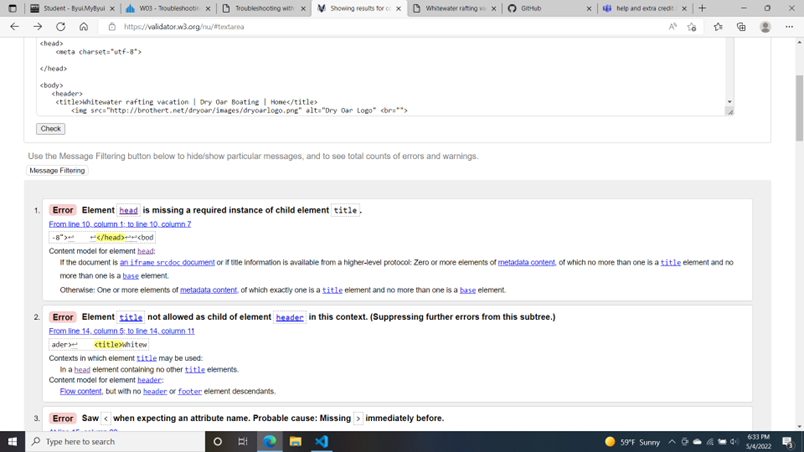 Student - Byui.MyByui
W03 - Troubleshooting
Troubleshooting with
Showing results for c
Whitewater rafting va
GitHub
help and extra credit
https://validator.w3.org/nu/#textarea
<head>
<meta charset="utf-8">
</head>
<body>
<header>
<title>Whitewater rafting vacation | Dry Oar Boating | Home</title>
<img src="http://brothert.net/dryoar/images/dryoarlogo.png" alt="Dry Oar Logo" <br="">
Check
Use the Message Filtering button below to hide/show particular messages, and to see total counts of errors and warnings.
Message Filtering
1. Error Element head is missing a required instance of child element title.
From line 10, column 1; to line 10, column 7
-8">↩ ↩</head>↩↩<bod
Content model for element head:
If the document is an iframe srcdoc document or if title information is available from a higher-level protocol: Zero or more elements of metadata content, of which no more than one is a title element and no
more than one is a base element.
Otherwise: One or more elements of metadata content, of which exactly one is a title element and no more than one is a base element.
2. Error Element title not allowed as child of element header in this context. (Suppressing further errors from this subtree.)
From line 14, column 5; to line 14, column 11
ader>↩ <title>Whitew
Contexts in which element title may be used:
In a head element containing no other title elements.
Content model for element header:
Flow content, but with no header or footer element descendants.
3. Error Saw < when expecting an attribute name. Probable cause: Missing > immediately before.
Type here to search
59°F Sunny
6:33 PM
5/4/2022